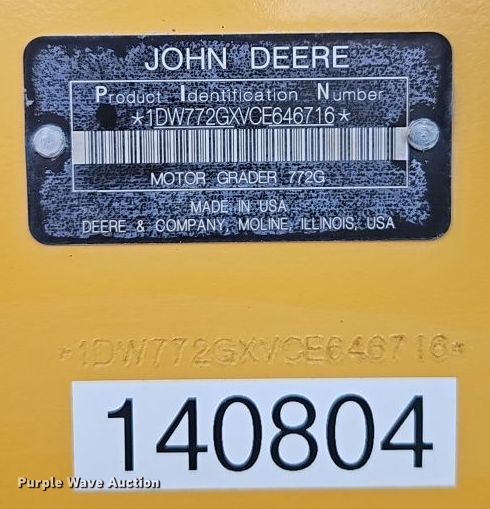 JOHN DEERE
Product Identification Number
*1DW772GXVCE646716*
MOTOR GRADER 772G
MADE IN USA
DEERE & COMPANY, MOLINE, ILLINOIS, USA
*1DW772GXVCE646716*
140804
Purple Wave Auction